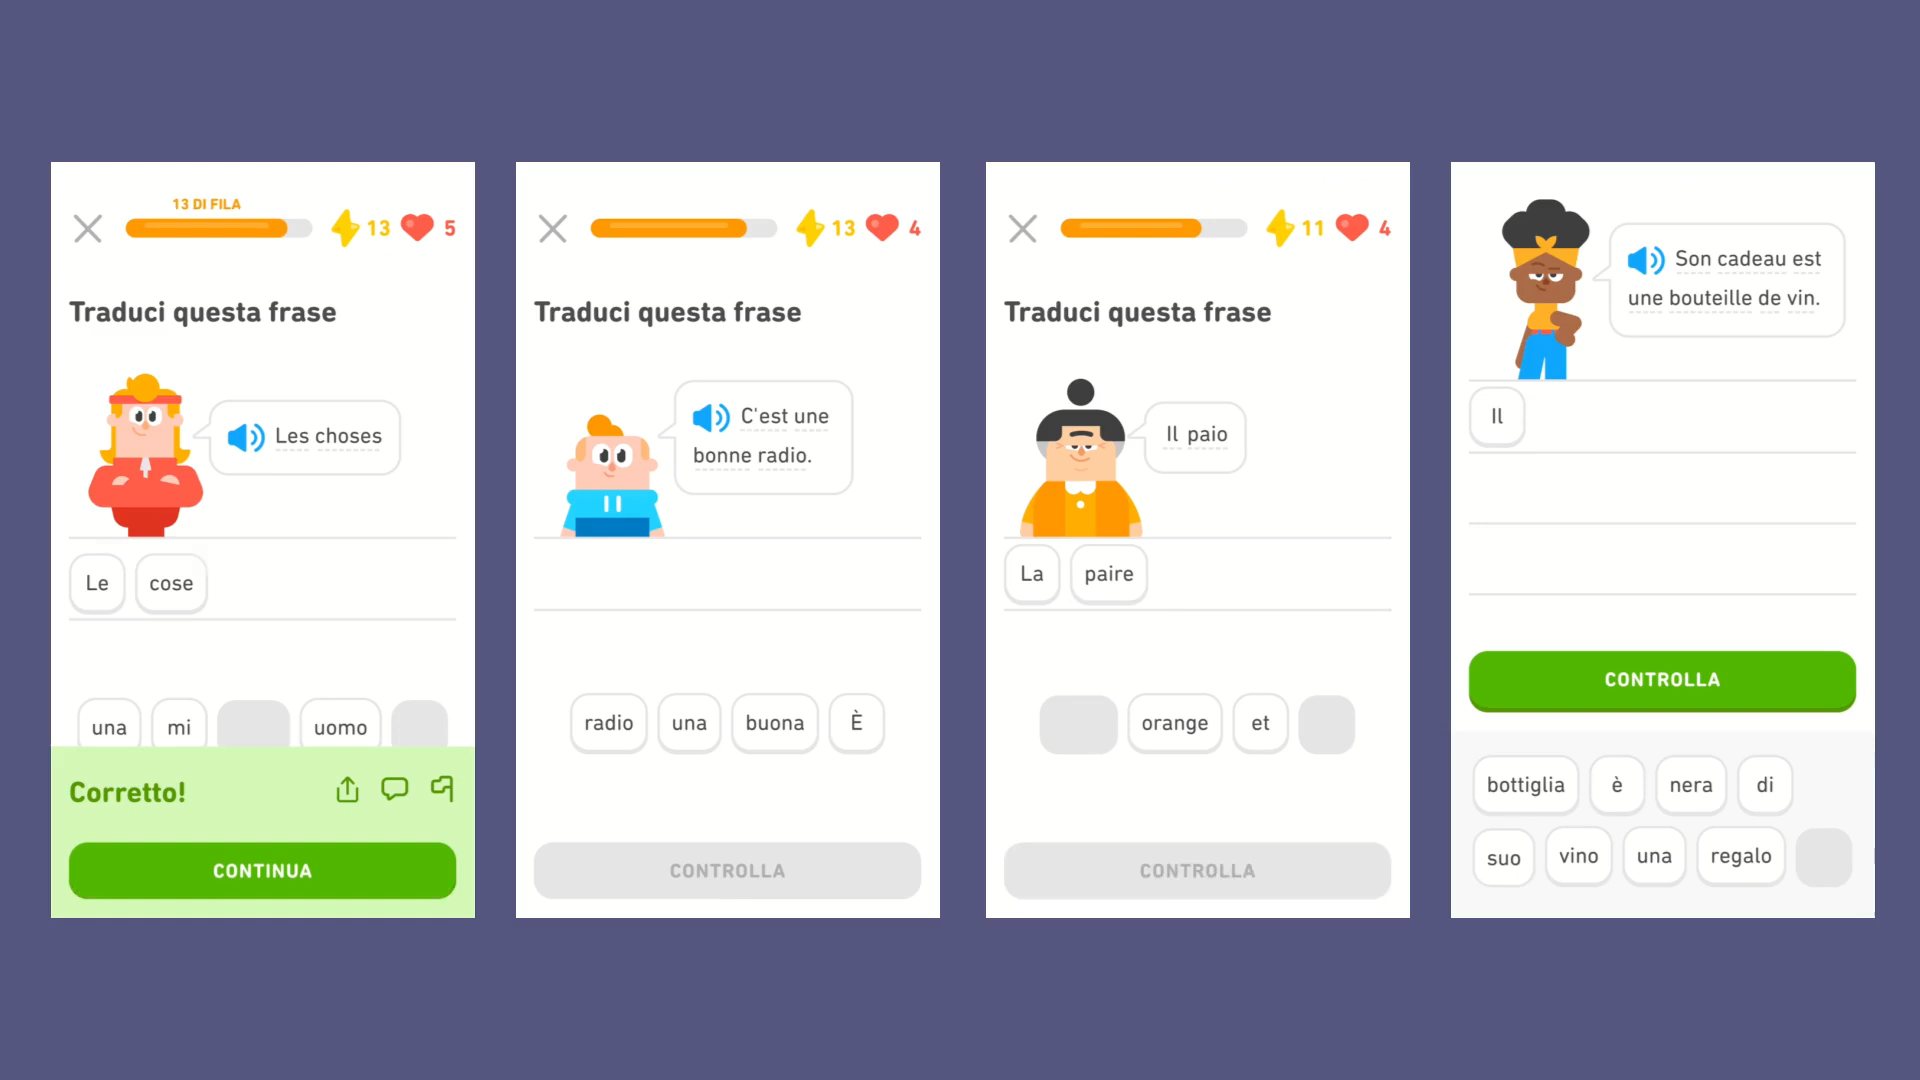 13 DI FILA
13 5
Traduci questa frase
Les choses
Le cose
una mi uomo
Corretto!
CONTINUA
13 4
Traduci questa frase
C'est une
bonne radio.
radio una buona È
CONTROLLA
11 4
Traduci questa frase
Il paio
La paire
orange et
CONTROLLA
Son cadeau est
une bouteille de vin.
Il
CONTROLLA
bottiglia è nera di
suo vino una regalo